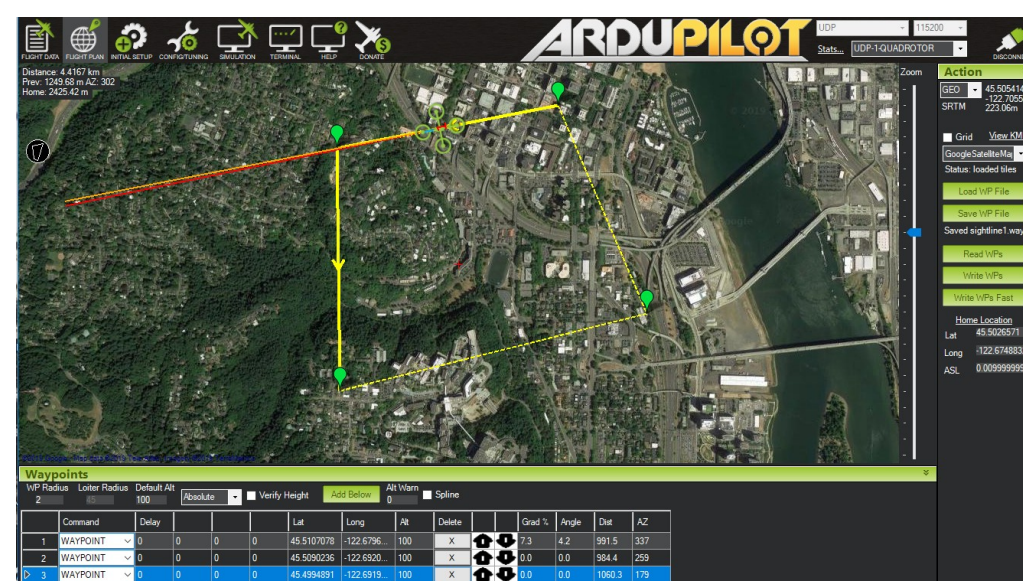 FLIGHT DATA FLIGHT PLAN INITIAL SETUP CONFIG/TUNING SIMULATION TERMINAL HELP DONATE
ARDUPILOT
UDP 115200
Stats... UDP-1-QUADROTOR
DISCONNE
Distance: 4.4167 km
Prev: 1249.68 m AZ: 302
Home: 2425.42 m
Zoom
Action
GEO 45.505414
-122.7055
SRTM 223.06m
Grid View KM
GoogleSatelliteMap
Status: loaded tiles
Load WP File
Save WP File
Saved sightline1.way
Read WPs
Write WPs
Write WPs Fast
Home Location
Lat 45.5026571
Long -122.674883.
ASL 0.009999999
Waypoints
WP Radius Loiter Radius Default Alt Alt Warn
2 45 100 Absolute Verify Height Add Below 0 Spline
Command Delay Lat Long Alt Delete Grad % Angle Dist AZ
1 WAYPOINT 0 0 0 0 45.5107078 -122.6796... 100 X 7.3 4.2 991.5 337
2 WAYPOINT 0 0 0 0 45.5090236 -122.6920... 100 X 0.0 0.0 984.4 259
3 WAYPOINT 0 0 0 0 45.4994891 -122.6919... 100 X 0.0 0.0 1060.3 179